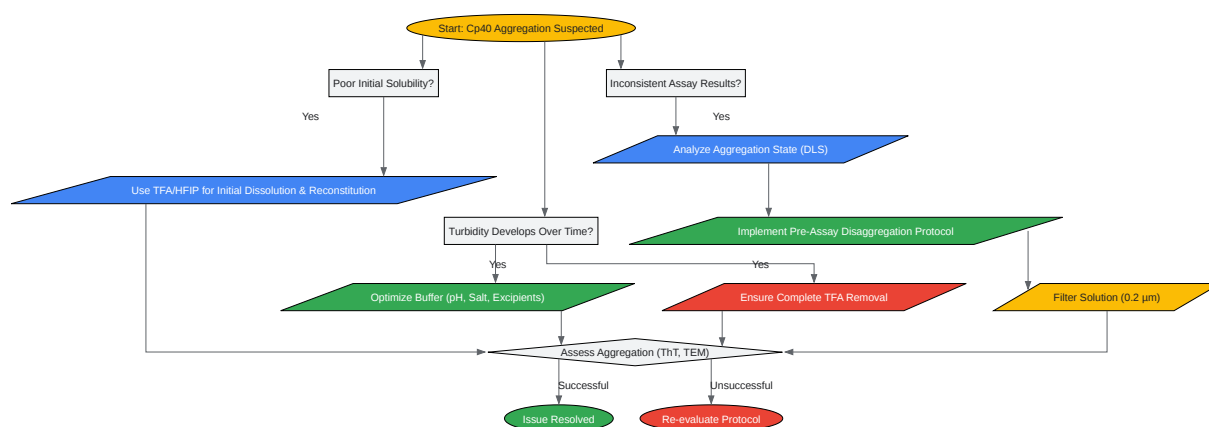 Start: Cp40 Aggregation Suspected
Poor Initial Solubility?
Inconsistent Assay Results?
Yes
Yes
Analyze Aggregation State (DLS)
Use TFA/HFIP for Initial Dissolution & Reconstitution
Turbidity Develops Over Time?
Implement Pre-Assay Disaggregation Protocol
Yes
Yes
Optimize Buffer (pH, Salt, Excipients)
Ensure Complete TFA Removal
Filter Solution (0.2 µm)
Assess Aggregation (ThT, TEM)
Successful
Unsuccessful
Issue Resolved
Re-evaluate Protocol